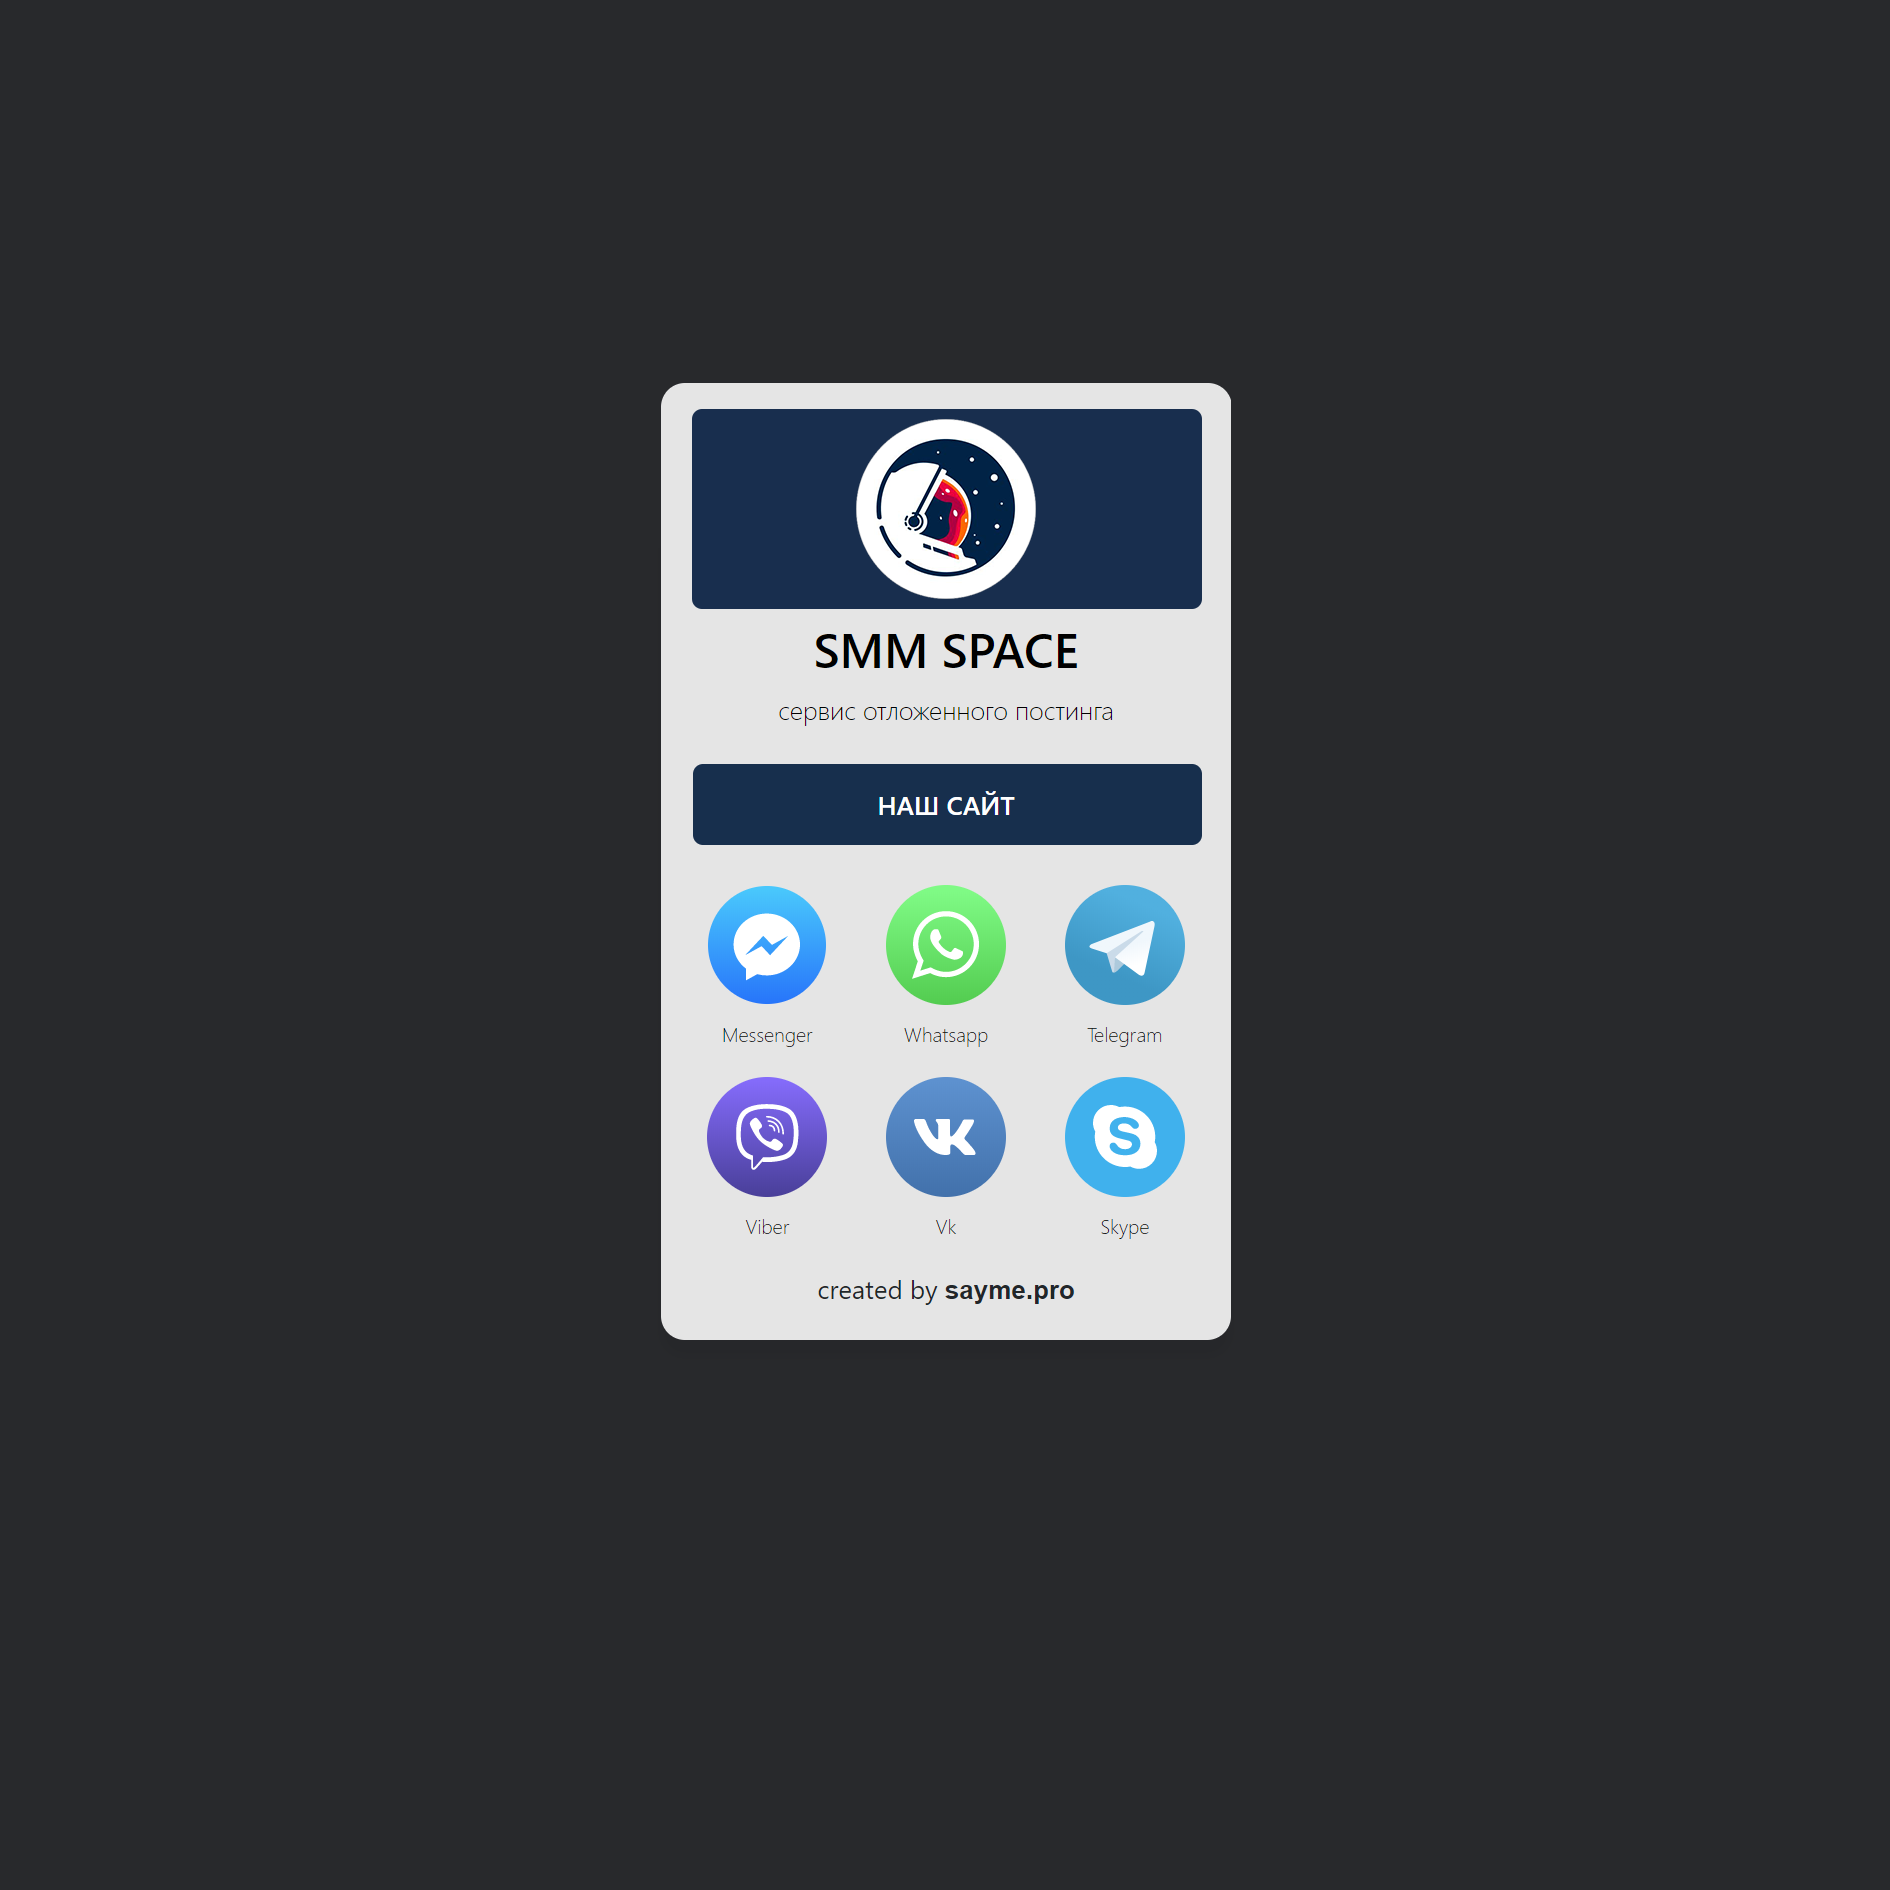 SMM SPACE
сервис отложенного постинга
НАШ САЙТ
Messenger Whatsapp Telegram
Viber Vk Skype
created by sayme.pro